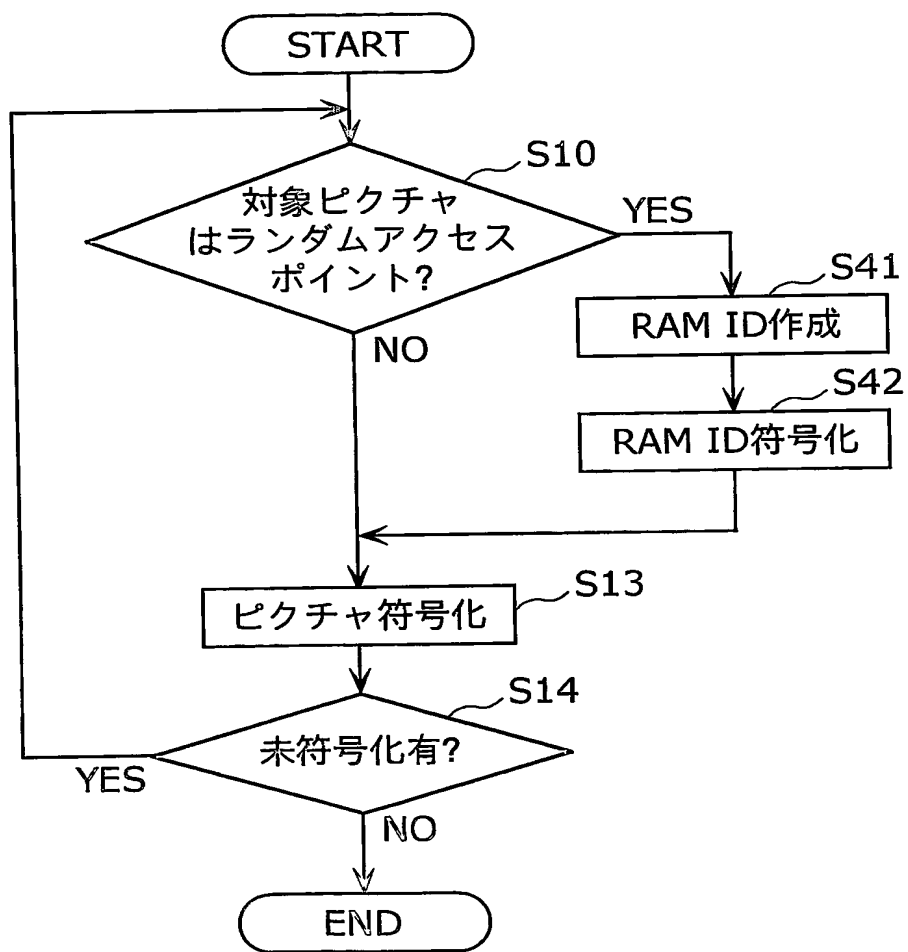 START
S10
対象ピクチャ
はランダムアクセス
ポイント?
YES
S41
RAM ID作成
NO
S42
RAM ID符号化
S13
ピクチャ符号化
S14
未符号化有?
YES
NO
END